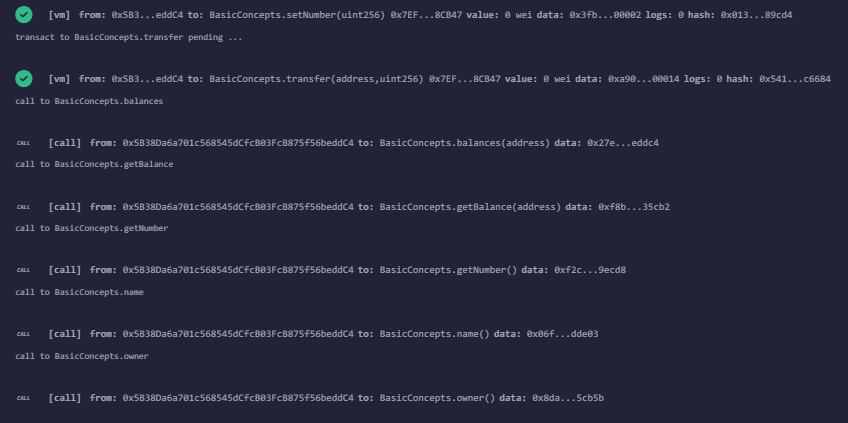 [vm] from: 0x5B3...eddC4 to: BasicConcepts.setNumber(uint256) 0x7EF...8CB47 value: 0 wei data: 0x3fb...00002 logs: 0 hash: 0x013...89cd4
transact to BasicConcepts.transfer pending ...
[vm] from: 0x5B3...eddC4 to: BasicConcepts.transfer(address,uint256) 0x7EF...8CB47 value: 0 wei data: 0xa90...00014 logs: 0 hash: 0x541...c6684
call to BasicConcepts.balances
CALL [call] from: 0x5B38Da6a701c568545dCfcB03FcB875f56beddC4 to: BasicConcepts.balances(address) data: 0x27e...eddc4
call to BasicConcepts.getBalance
CALL [call] from: 0x5B38Da6a701c568545dCfcB03FcB875f56beddC4 to: BasicConcepts.getBalance(address) data: 0xf8b...35cb2
call to BasicConcepts.getNumber
CALL [call] from: 0x5B38Da6a701c568545dCfcB03FcB875f56beddC4 to: BasicConcepts.getNumber() data: 0xf2c...9ecd8
call to BasicConcepts.name
CALL [call] from: 0x5B38Da6a701c568545dCfcB03FcB875f56beddC4 to: BasicConcepts.name() data: 0x06f...dde03
call to BasicConcepts.owner
CALL [call] from: 0x5B38Da6a701c568545dCfcB03FcB875f56beddC4 to: BasicConcepts.owner() data: 0x8da...5cb5b